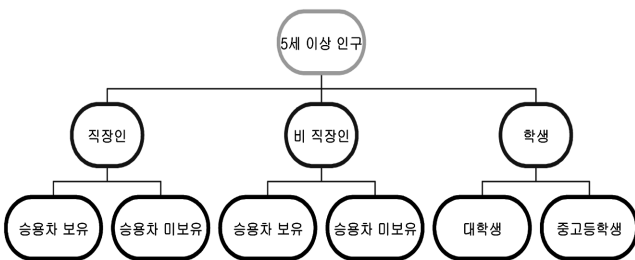 5세 이상 인구
직장인
비 직장인
학생
승용차 보유
승용차 미보유
승용차 보유
승용차 미보유
대학생
중고등학생